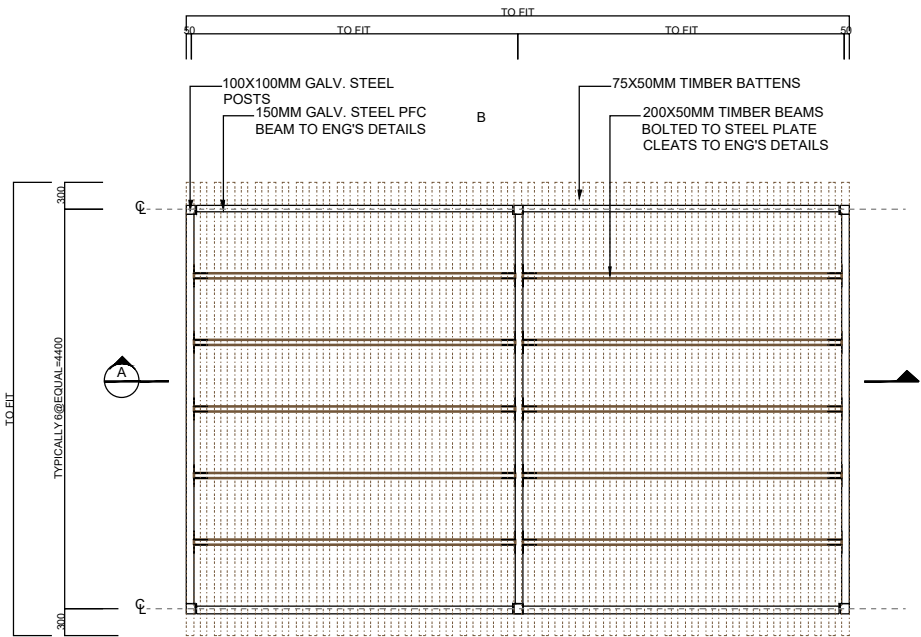 TO FIT
50
TO FIT
TO FIT
50
100X100MM GALV. STEEL
POSTS
150MM GALV. STEEL PFC
BEAM TO ENG'S DETAILS
B
75X50MM TIMBER BATTENS
200X50MM TIMBER BEAMS
BOLTED TO STEEL PLATE
CLEATS TO ENG'S DETAILS
300
℄
A
TO FIT
TYPICALLY 6@EQUAL=4400
℄
300